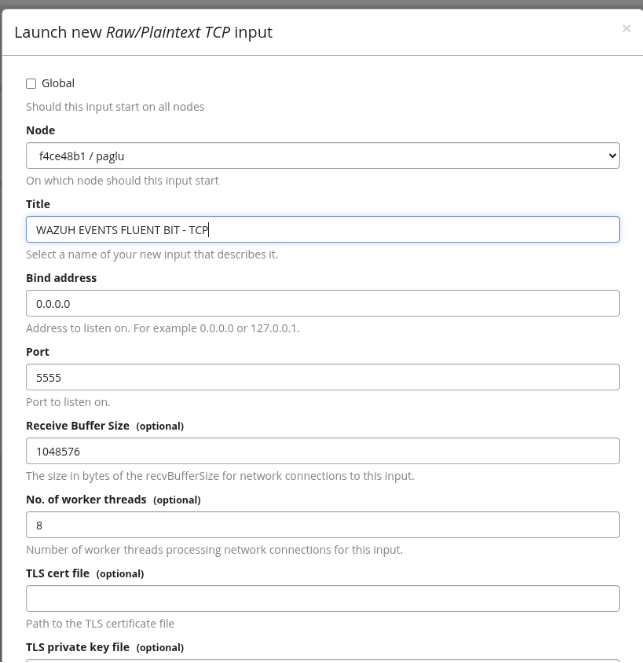 Launch new Raw/Plaintext TCP input
×
Global
Should this input start on all nodes
Node
f4ce48b1 / paglu
On which node should this input start
Title
WAZUH EVENTS FLUENT BIT - TCP
Select a name of your new input that describes it.
Bind address
0.0.0.0
Address to listen on. For example 0.0.0.0 or 127.0.0.1.
Port
5555
Port to listen on.
Receive Buffer Size (optional)
1048576
The size in bytes of the recvBufferSize for network connections to this input.
No. of worker threads (optional)
8
Number of worker threads processing network connections for this input.
TLS cert file (optional)
Path to the TLS certificate file
TLS private key file (optional)